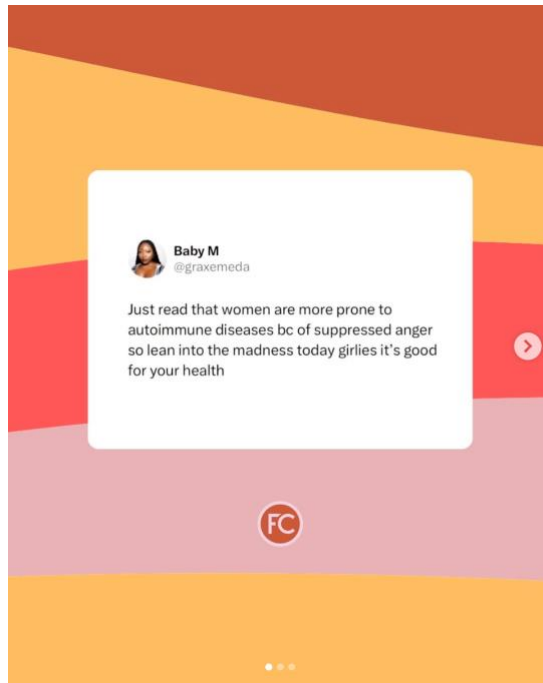 Baby M
@graxemeda
Just read that women are more prone to
autoimmune diseases bc of suppressed anger
so lean into the madness today girlies it's good
for your health
FC